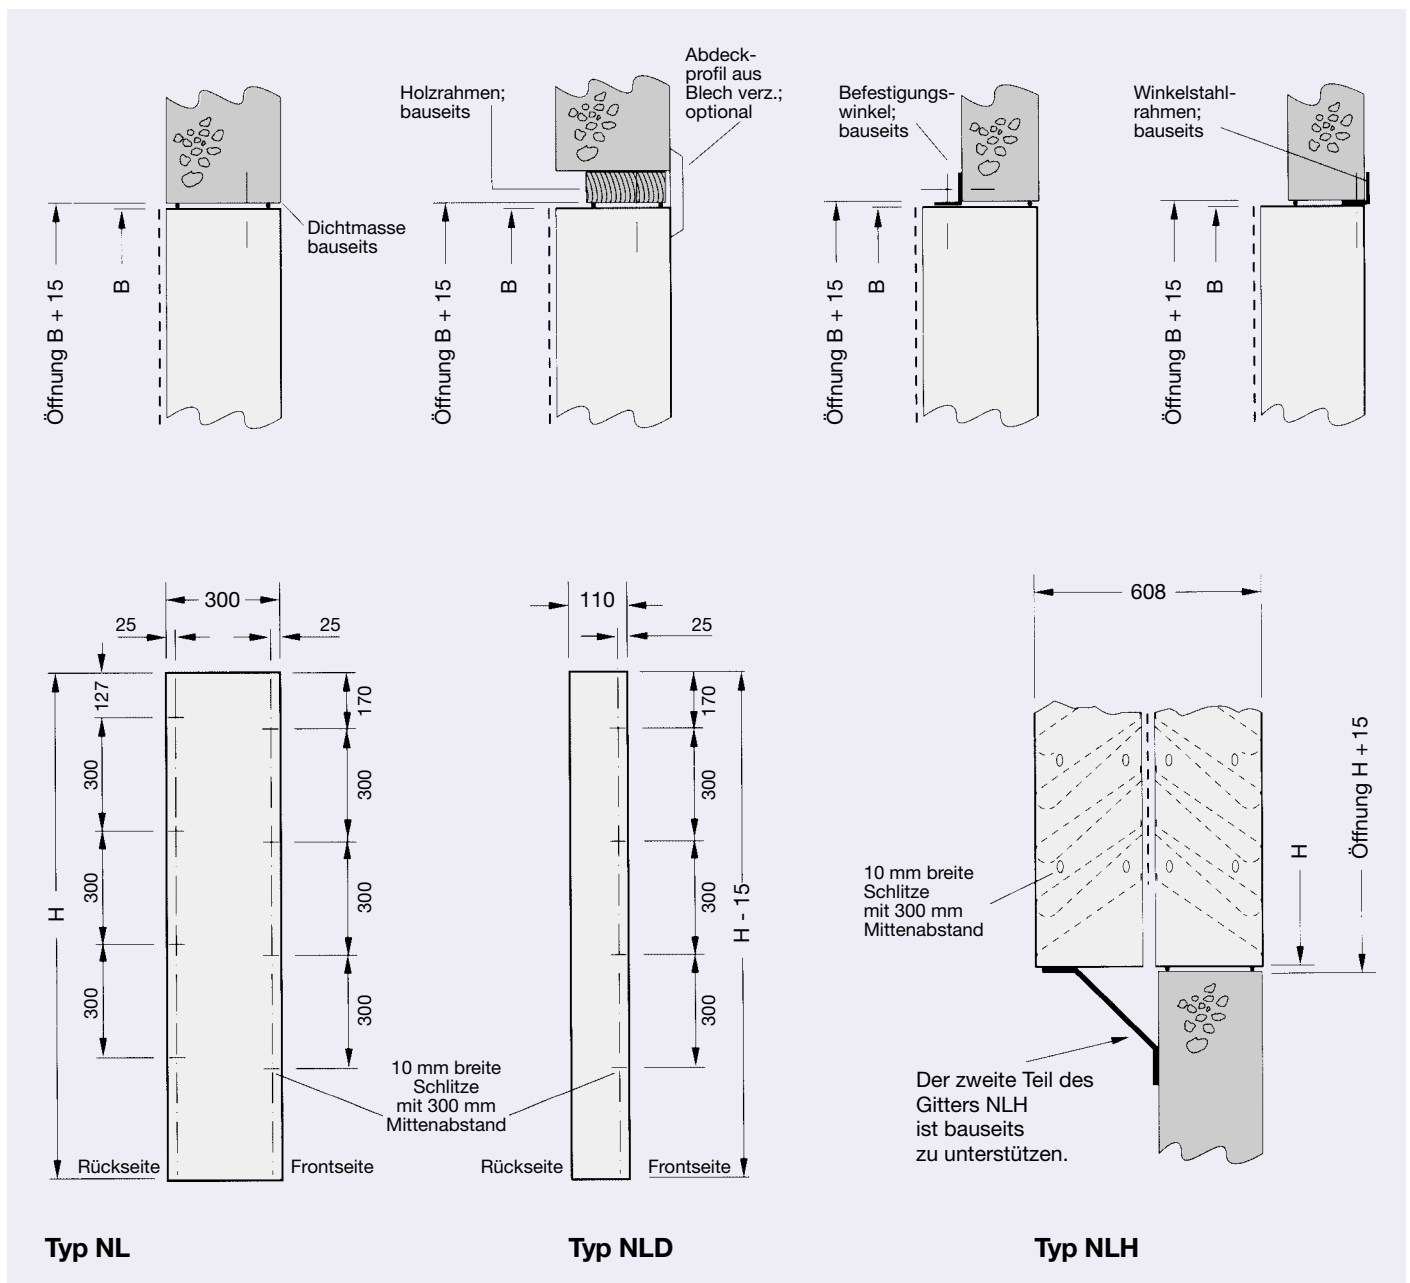 Holzrahmen;
bauseits
Abdeck-
profil aus
Blech verz.;
optional
Befestigungs-
winkel;
bauseits
Winkelstahl-
rahmen;
bauseits
Dichtmasse
bauseits
Öffnung B + 15
B
Öffnung B + 15
B
Öffnung B + 15
B
Öffnung B + 15
B
300
25
25
127
300
300
300
H
170
300
300
300
Rückseite
Frontseite
10 mm breite
Schlitze
mit 300 mm
Mittenabstand
110
25
170
300
300
300
H - 15
Rückseite
Frontseite
608
10 mm breite
Schlitze
mit 300 mm
Mittenabstand
H
Öffnung H + 15
Der zweite Teil des
Gitters NLH
ist bauseits
zu unterstützen.
Typ NL
Typ NLD
Typ NLH